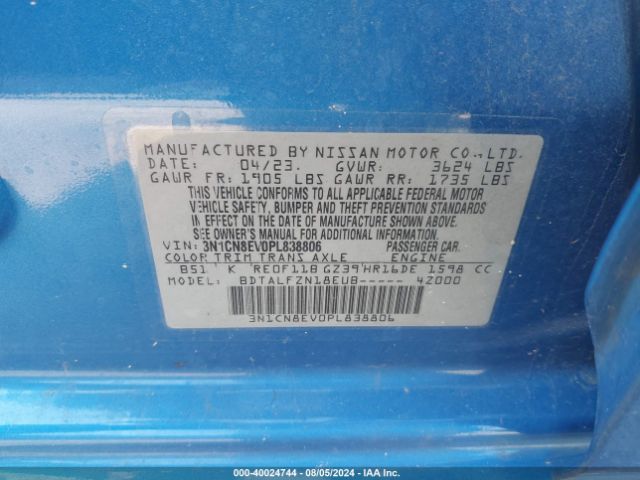 MANUFACTURED BY NISSAN MOTOR CO.,LTD.
DATE: 04/23. GVWR: 3624 LBS
GAWR FR: 1905 LBS GAWR RR: 1735 LBS
THIS VEHICLE CONFORMS TO ALL APPLICABLE FEDERAL MOTOR
VEHICLE SAFETY, BUMPER AND THEFT PREVENTION STANDARDS
IN EFFECT ON THE DATE OF MANUFACTURE SHOWN ABOVE.
SEE OWNER'S MANUAL FOR ADDITIONAL INFORMATION.
VIN: 3N1CN8EV0PL838806 PASSENGER CAR.
COLOR TRIM TRANS AXLE ENGINE
B51 K RE0F11B GZ39 HR16DE 1598 CC
MODEL: BDTALFZN18EUB----- 42000
3N1CN8EV0PL838806
000-40024744 - 08/05/2024 - IAA Inc.